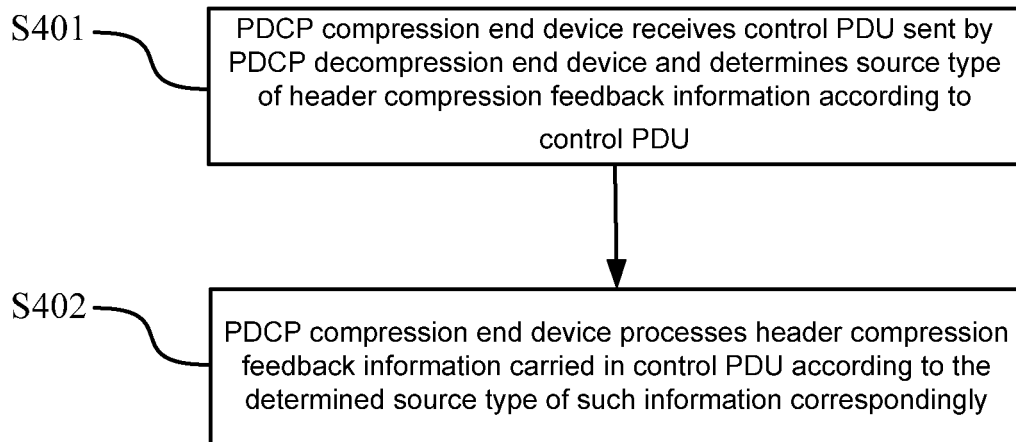 S401
PDCP compression end device receives control PDU sent by
PDCP decompression end device and determines source type
of header compression feedback information according to
control PDU
S402
PDCP compression end device processes header compression
feedback information carried in control PDU according to the
determined source type of such information correspondingly